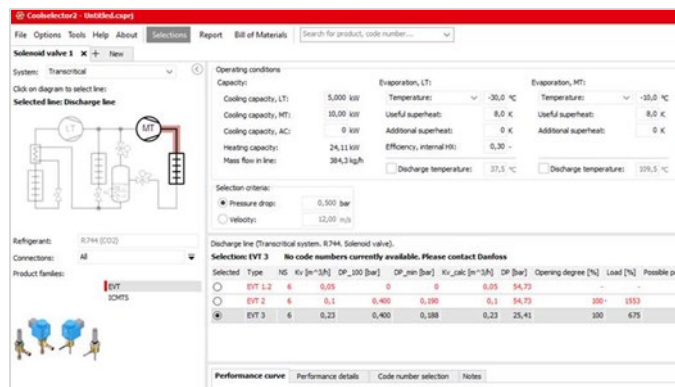 Coolselector2 - Untitled.csprj
File Options Tools Help About Selections Report Bill of Materials Search for product, code number...
Solenoid valve 1 × + New
System: Transcritical
Click on diagram to select line:
Selected line: Discharge line
LT MT
Refrigerant: R744 (CO2)
Connections: All
Product families:
EVT
ICMTS
Operating conditions
Capacity: Evaporation, LT: Evaporation, MT:
Cooling capacity, LT: 5,000 kW Temperature: -30,0 °C Temperature: -10,0 °C
Cooling capacity, MT: 10,00 kW Useful superheat: 8,0 K Useful superheat: 8,0 K
Cooling capacity, AC: 0 kW Additional superheat: 0 K Additional superheat: 0 K
Heating capacity: 24,11 kW Efficiency, internal HX: 0,30 -
Mass flow in line: 384,3 kg/h Discharge temperature: 37,5 °C Discharge temperature: 109,5 °C
Selection criteria:
Pressure drop: 0,500 bar
Velocity: 12,00 m/s
Discharge line (Transcritical system. R744. Solenoid valve).
Selection: EVT 3 No code numbers currently available. Please contact Danfoss
Selected Type NS Kv [m^3/h] DP_100 [bar] DP_min [bar] Kv_calc [m^3/h] DP [bar] Opening degree [%] Load [%] Possible p
EVT 1.2 6 0,05 0 0 0,05 54,73 - -
EVT 2 6 0,1 0,400 0,190 0,1 54,73 100- 1553
EVT 3 6 0,23 0,400 0,188 0,23 25,41 100 675
Performance curve Performance details Code number selection Notes